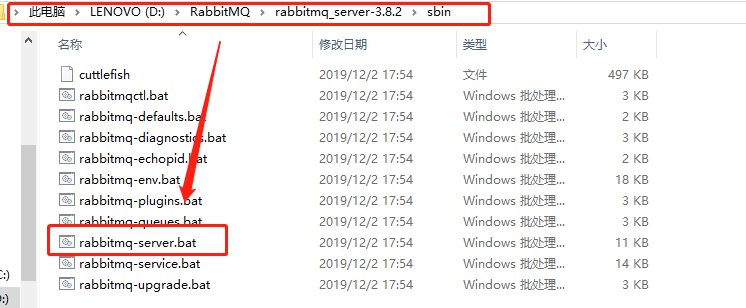 此电脑 › LENOVO (D:) › RabbitMQ › rabbitmq_server-3.8.2 › sbin
名称 修改日期 类型 大小
cuttlefish 2019/12/2 17:54 文件 497 KB
rabbitmqctl.bat 2019/12/2 17:54 Windows 批处理... 3 KB
rabbitmq-defaults.bat 2019/12/2 17:54 Windows 批处理... 2 KB
rabbitmq-diagnostics.bat 2019/12/2 17:54 Windows 批处理... 3 KB
rabbitmq-echopid.bat 2019/12/2 17:54 Windows 批处理... 2 KB
rabbitmq-env.bat 2019/12/2 17:54 Windows 批处理... 18 KB
rabbitmq-plugins.bat 2019/12/2 17:54 Windows 批处理... 3 KB
rabbitmq-queues.bat 2019/12/2 17:54 Windows 批处理... 3 KB
rabbitmq-server.bat 2019/12/2 17:54 Windows 批处理... 11 KB
rabbitmq-service.bat 2019/12/2 17:54 Windows 批处理... 14 KB
C:)
rabbitmq-upgrade.bat 2019/12/2 17:54 Windows 批处理... 3 KB
):)